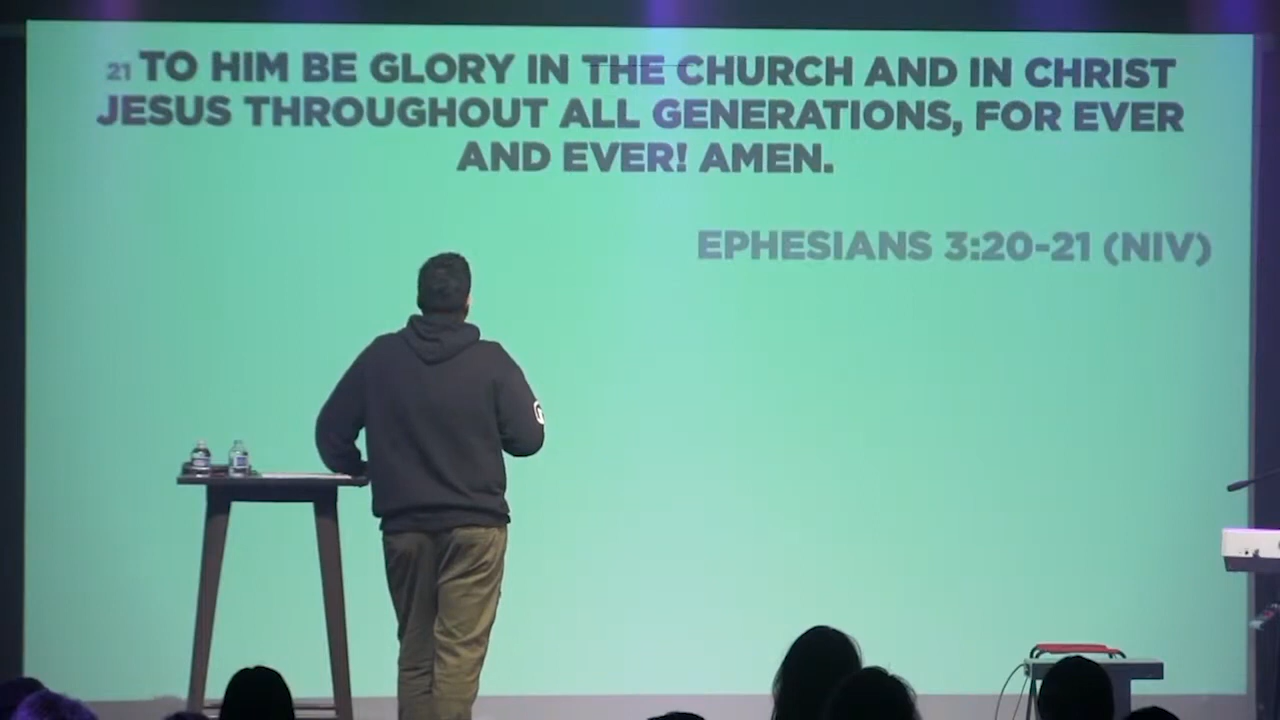 21 TO HIM BE GLORY IN THE CHURCH AND IN CHRIST
JESUS THROUGHOUT ALL GENERATIONS, FOR EVER
AND EVER! AMEN.
EPHESIANS 3:20-21 (NIV)